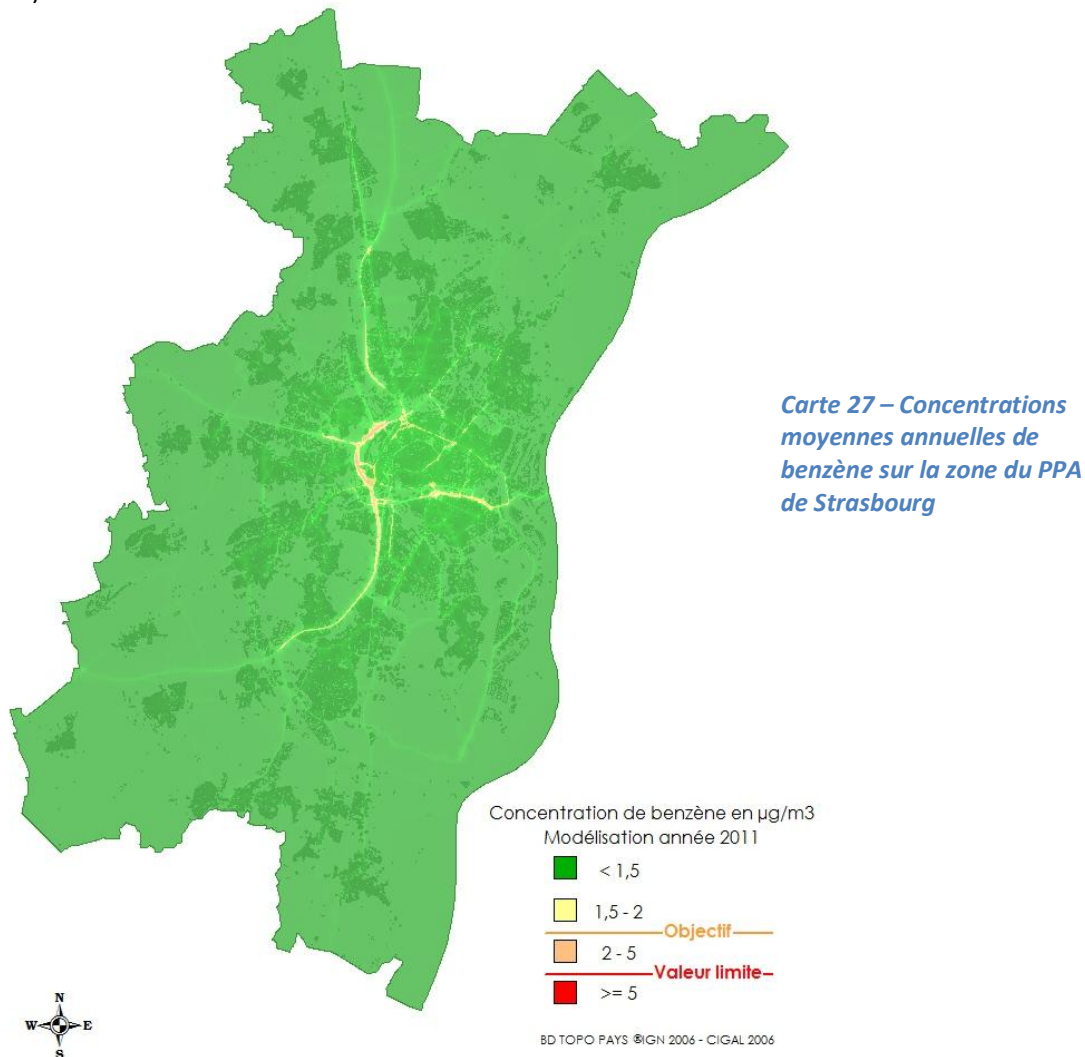 Carte 27 – Concentrations
moyennes annuelles de
benzène sur la zone du PPA
de Strasbourg
Concentration de benzène en µg/m3
Modélisation année 2011
< 1,5
1,5 - 2
Objectif
2 - 5
Valeur limite
>= 5
N
W E
S
BD TOPO PAYS ®IGN 2006 - CIGAL 2006